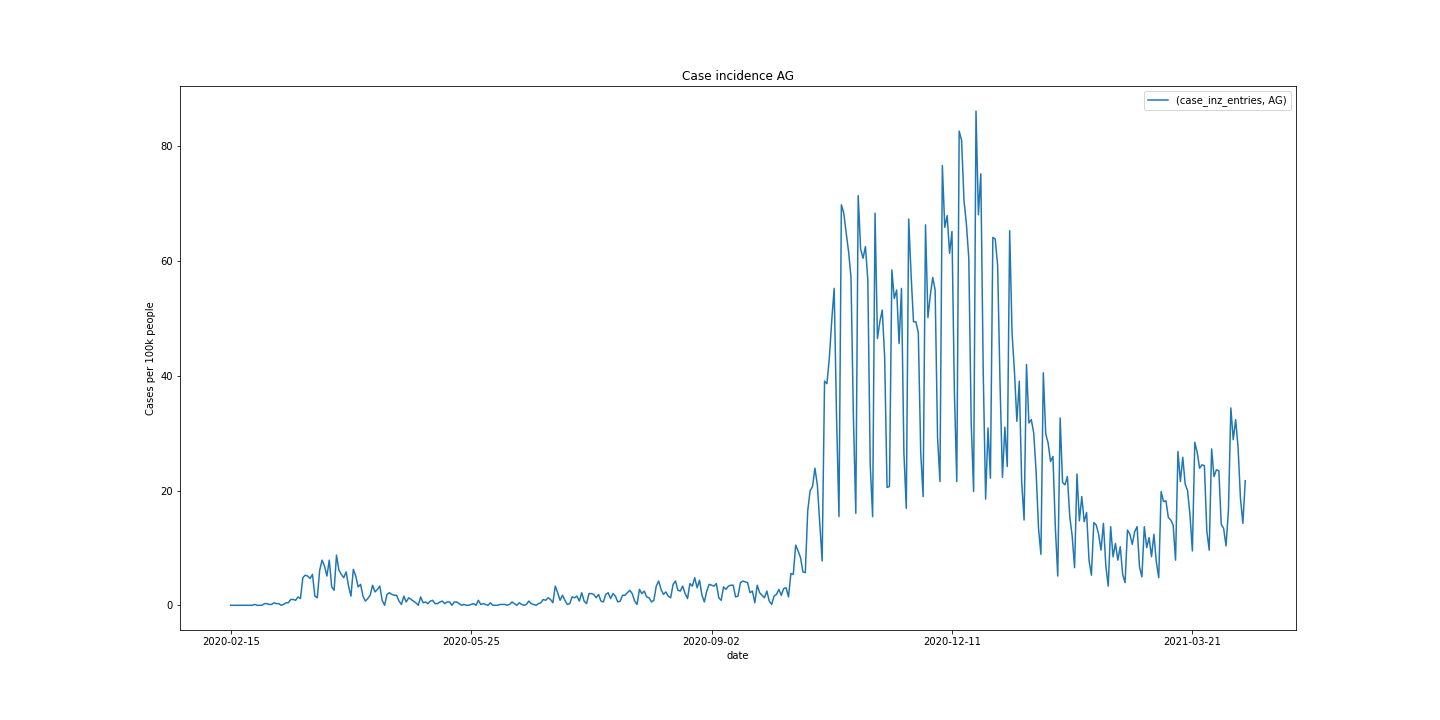 Case incidence AG
(case_inz_entries, AG)
Cases per 100k people
80
60
40
20
0
2020-02-15
2020-05-25
2020-09-02
2020-12-11
2021-03-21
date